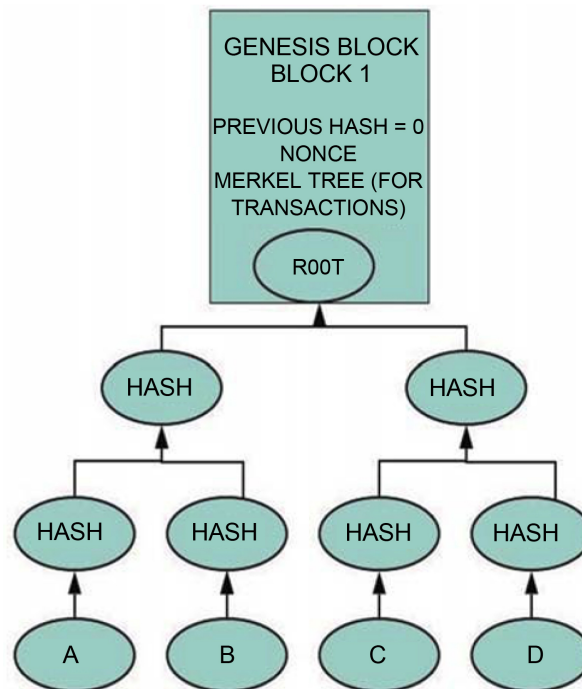 GENESIS BLOCK
BLOCK 1
PREVIOUS HASH = 0
NONCE
MERKEL TREE (FOR
TRANSACTIONS)
R00T
HASH HASH
HASH HASH HASH HASH
A B C D